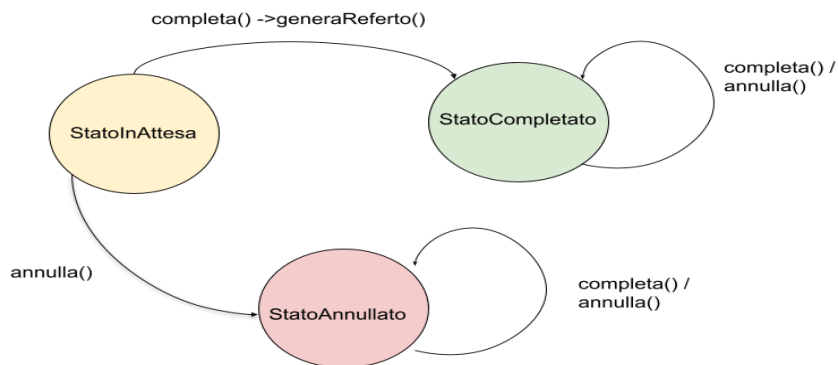 completa() ->generaReferto()
completa() /
annulla()
StatoInAttesa
StatoCompletato
annulla()
StatoAnnullato
completa() /
annulla()